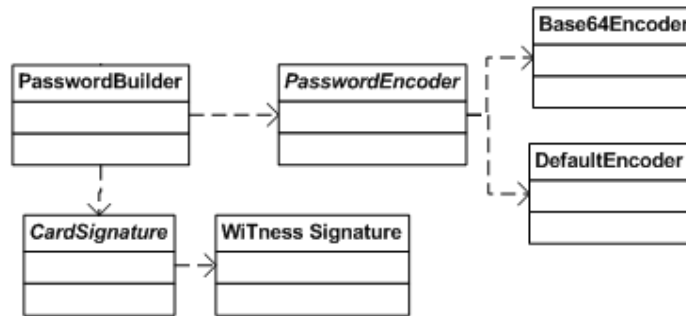 Base64Encoder
PasswordBuilder
PasswordEncoder
DefaultEncoder
CardSignature
WiTness Signature